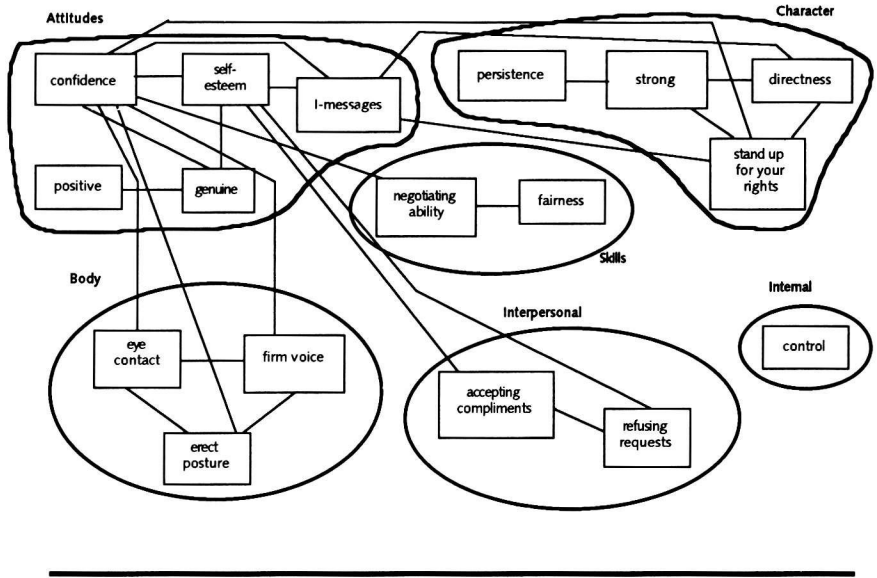 Attitudes
Character
confidence
self-
esteem
I-messages
persistence
strong
directness
positive
genuine
stand up
for your
rights
negotiating
ability
fairness
Skills
Body
Interpersonal
Internal
eye
contact
firm voice
erect
posture
accepting
compliments
refusing
requests
control